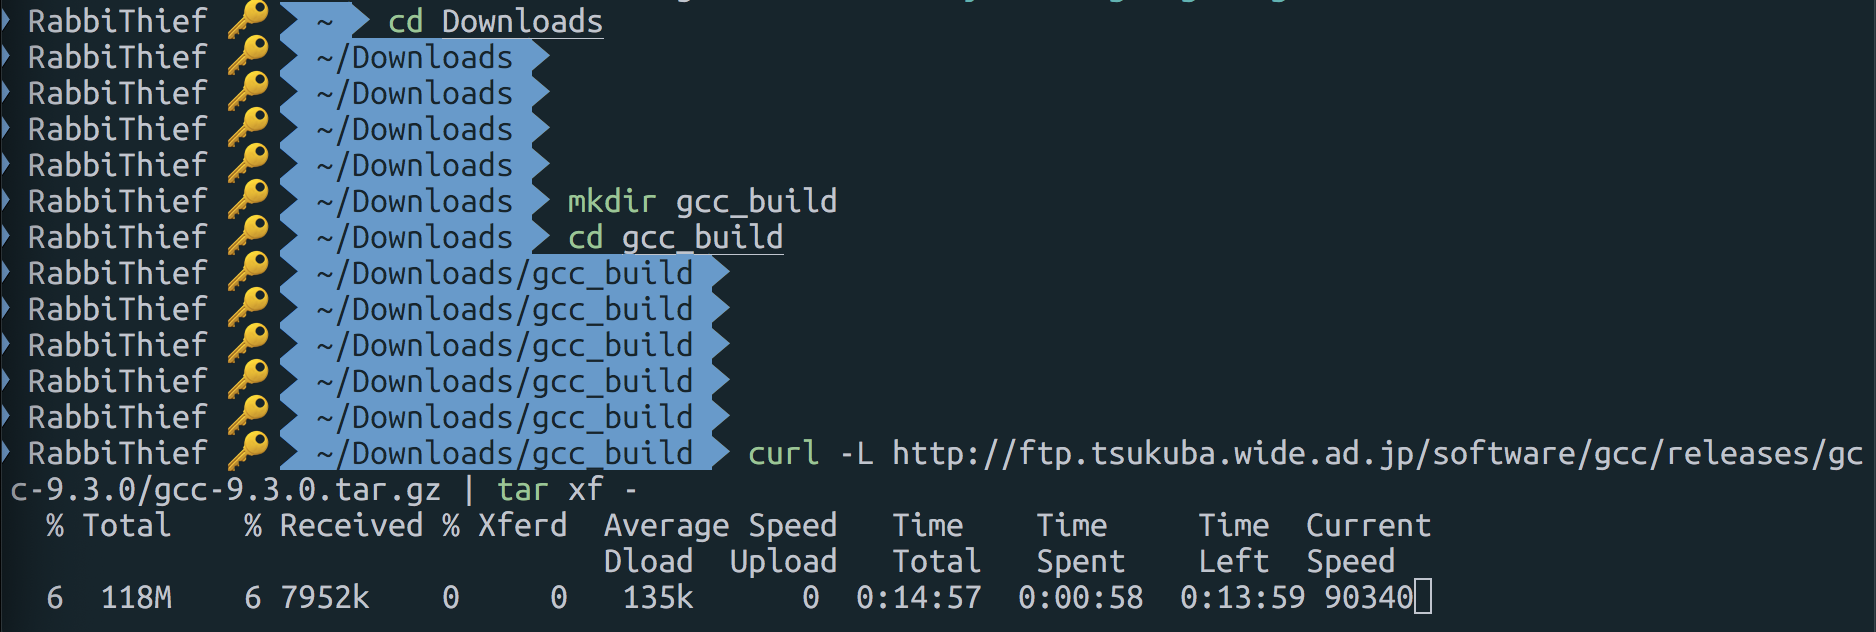 RabbiThief 🔑 ~ cd Downloads
RabbiThief 🔑 ~/Downloads
RabbiThief 🔑 ~/Downloads
RabbiThief 🔑 ~/Downloads
RabbiThief 🔑 ~/Downloads
RabbiThief 🔑 ~/Downloads mkdir gcc_build
RabbiThief 🔑 ~/Downloads cd gcc_build
RabbiThief 🔑 ~/Downloads/gcc_build
RabbiThief 🔑 ~/Downloads/gcc_build
RabbiThief 🔑 ~/Downloads/gcc_build
RabbiThief 🔑 ~/Downloads/gcc_build
RabbiThief 🔑 ~/Downloads/gcc_build
RabbiThief 🔑 ~/Downloads/gcc_build curl -L http://ftp.tsukuba.wide.ad.jp/software/gcc/releases/gc
c-9.3.0/gcc-9.3.0.tar.gz | tar xf -
% Total % Received % Xferd Average Speed Time Time Time Current
Dload Upload Total Spent Left Speed
6 118M 6 7952k 0 0 135k 0 0:14:57 0:00:58 0:13:59 90340